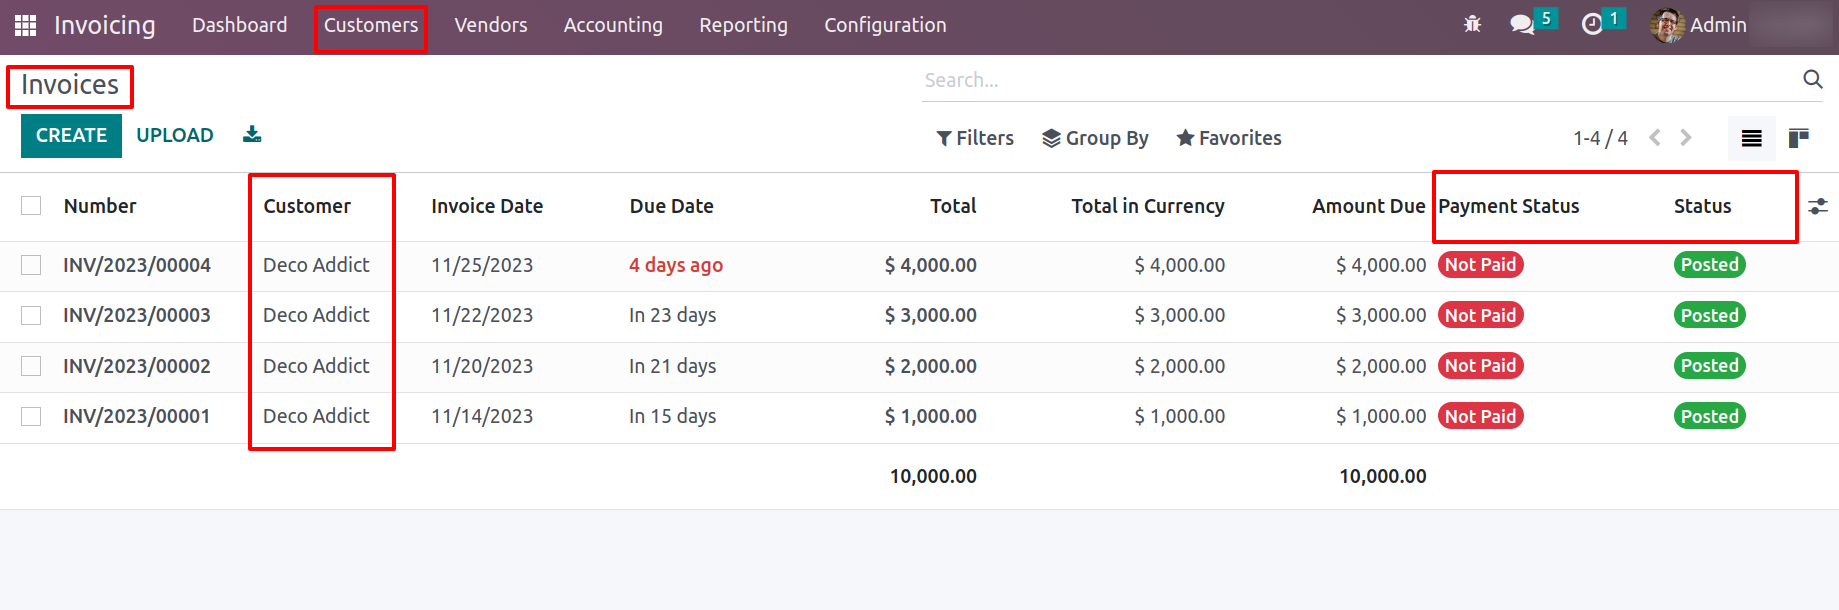 Invoicing Dashboard Customers Vendors Accounting Reporting Configuration 5 1 Admin
Invoices Search...
CREATE UPLOAD Filters Group By Favorites 1-4 / 4
Number Customer Invoice Date Due Date Total Total in Currency Amount Due Payment Status Status
INV/2023/00004 Deco Addict 11/25/2023 4 days ago $ 4,000.00 $ 4,000.00 $ 4,000.00 Not Paid Posted
INV/2023/00003 Deco Addict 11/22/2023 In 23 days $ 3,000.00 $ 3,000.00 $ 3,000.00 Not Paid Posted
INV/2023/00002 Deco Addict 11/20/2023 In 21 days $ 2,000.00 $ 2,000.00 $ 2,000.00 Not Paid Posted
INV/2023/00001 Deco Addict 11/14/2023 In 15 days $ 1,000.00 $ 1,000.00 $ 1,000.00 Not Paid Posted
10,000.00 10,000.00